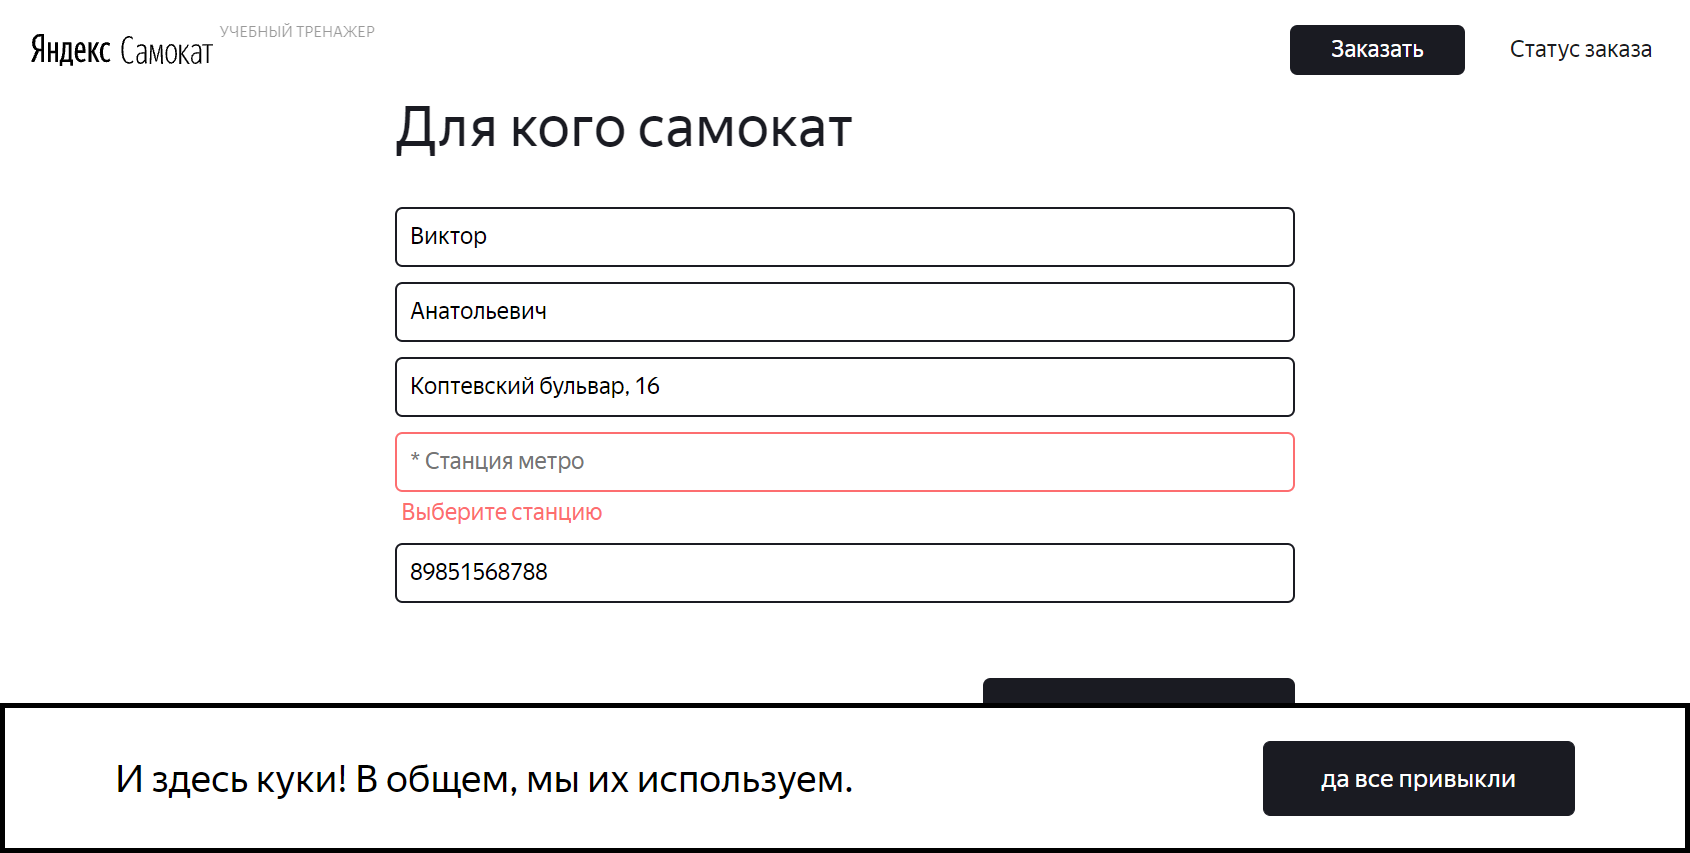 Яндекс Самокат
УЧЕБНЫЙ ТРЕНАЖЕР
Заказать
Статус заказа
Для кого самокат
Виктор
Анатольевич
Коптевский бульвар, 16
* Станция метро
Выберите станцию
89851568788
И здесь куки! В общем, мы их используем.
да все привыкли